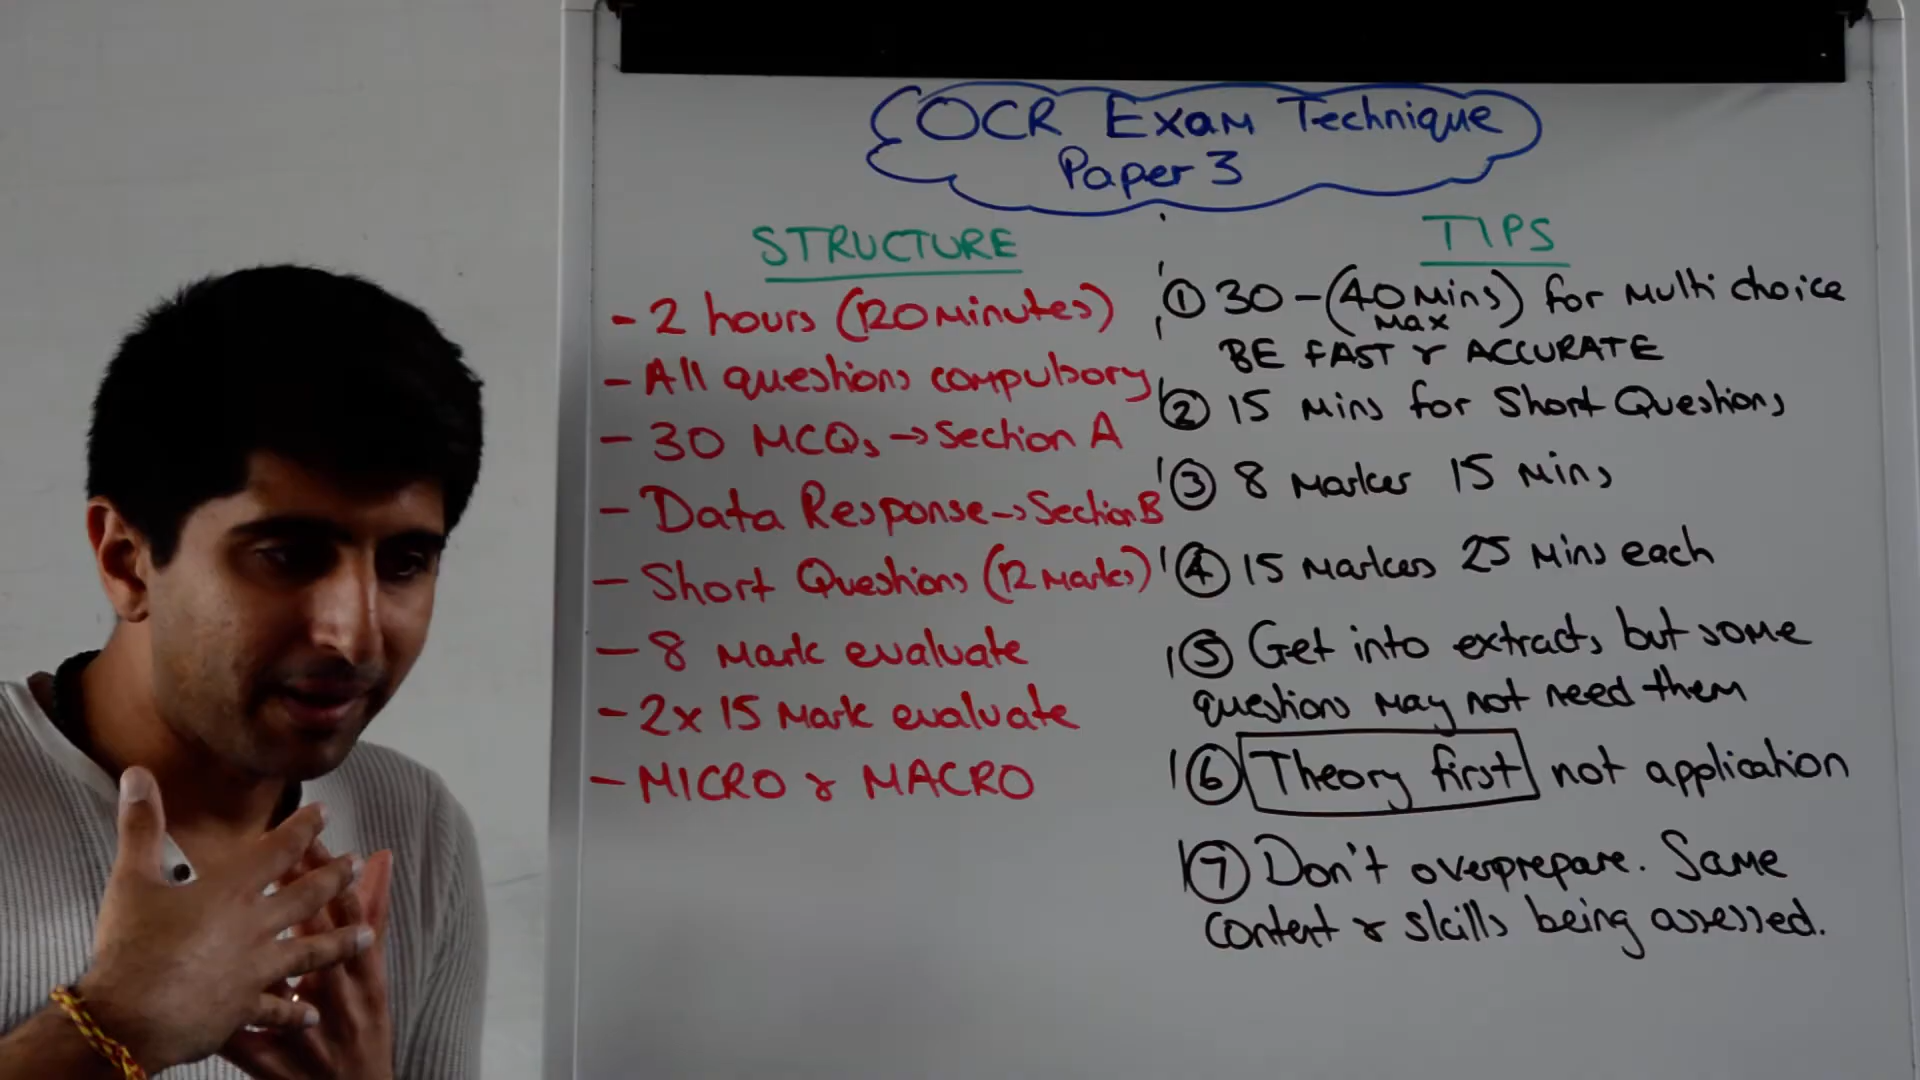 OCR Exam Technique
Paper 3
STRUCTURE
- 2 hours (120 minutes)
- All questions compulsory
- 30 MCQs → Section A
- Data Response → Section B
- Short Questions (12 Marks)
- 8 Mark evaluate
- 2x 15 Mark evaluate
- MICRO & MACRO
TIPS
① 30 - (40 Mins) for Multi choice
Max
BE FAST & ACCURATE
② 15 Mins for Short Questions
③ 8 Marker 15 Mins
④ 15 Markers 25 Mins each
⑤ Get into extracts, but some
questions may not need them
⑥ Theory first not application
⑦ Don't overprepare. Same
content & skills being assessed.